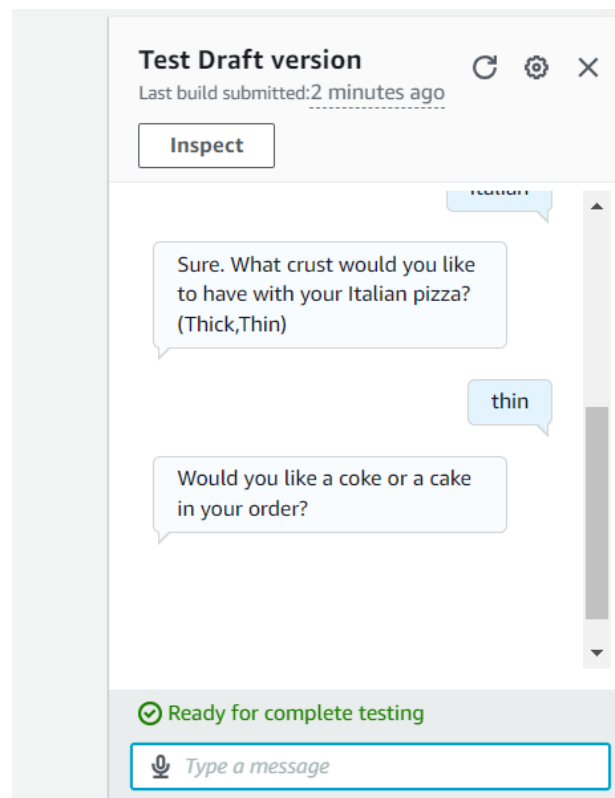 Test Draft version
Last build submitted:2 minutes ago
Inspect
Italian
Sure. What crust would you like
to have with your Italian pizza?
(Thick,Thin)
thin
Would you like a coke or a cake
in your order?
Ready for complete testing
Type a message